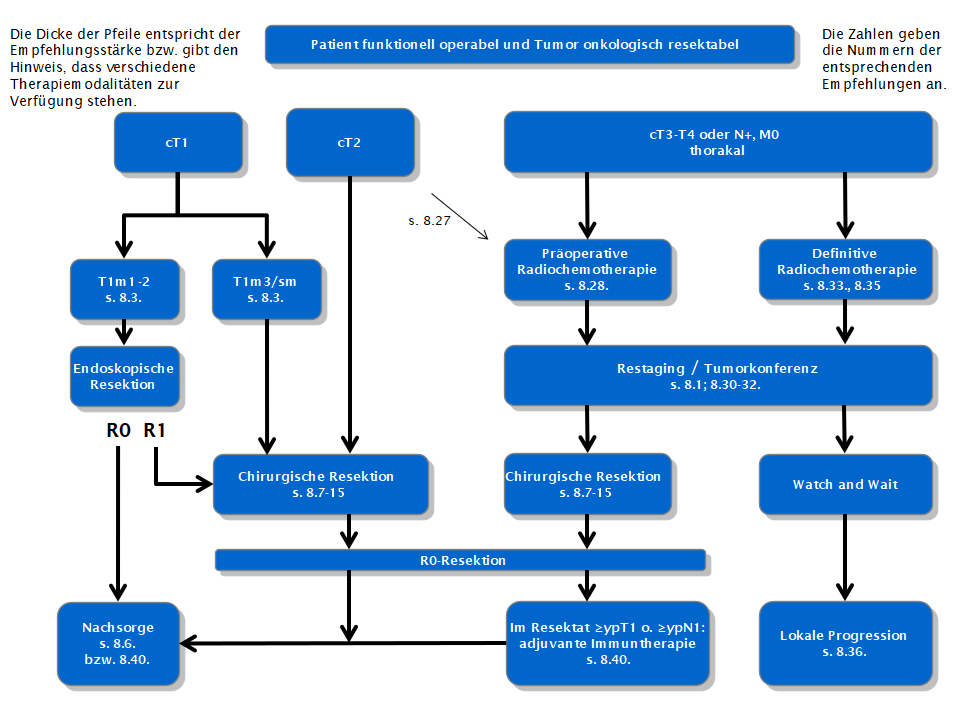 Die Dicke der Pfeile entspricht der
Empfehlungsstärke bzw. gibt den
Hinweis, dass verschiedene
Therapiemodalitäten zur
Verfügung stehen.
Patient funktionell operabel und Tumor onkologisch resektabel
Die Zahlen geben
die Nummern der
entsprechenden
Empfehlungen an.
cT1
cT2
cT3-T4 oder N+, M0
thorakal
s. 8.27
T1m1-2
s. 8.3.
T1m3/sm
s. 8.3.
Präoperative
Radiochemotherapie
s. 8.28.
Definitive
Radiochemotherapie
s. 8.33., 8.35
Endoskopische
Resektion
Restaging / Tumorkonferenz
s. 8.1; 8.30-32.
R0 R1
Chirurgische Resektion
s. 8.7-15
Chirurgische Resektion
s. 8.7-15
Watch and Wait
R0-Resektion
Nachsorge
s. 8.6.
bzw. 8.40.
Im Resektat ≥ypT1 o. ≥ypN1:
adjuvante Immuntherapie
s. 8.40.
Lokale Progression
s. 8.36.